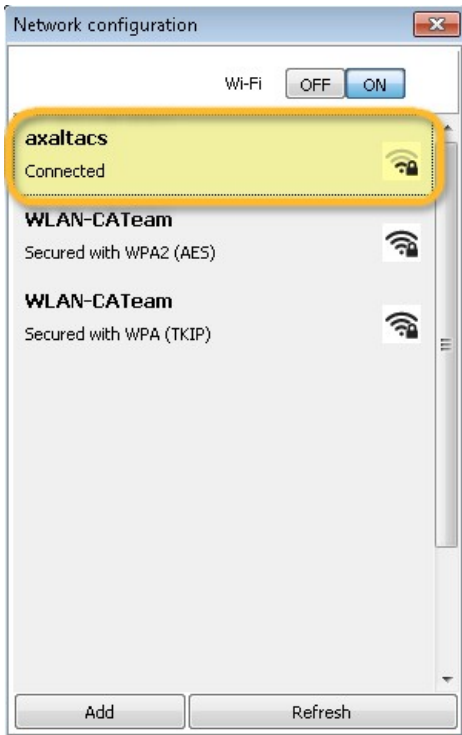 Network configuration
Wi-Fi OFF ON
axaltacs
Connected
WLAN-CATeam
Secured with WPA2 (AES)
WLAN-CATeam
Secured with WPA (TKIP)
Add Refresh